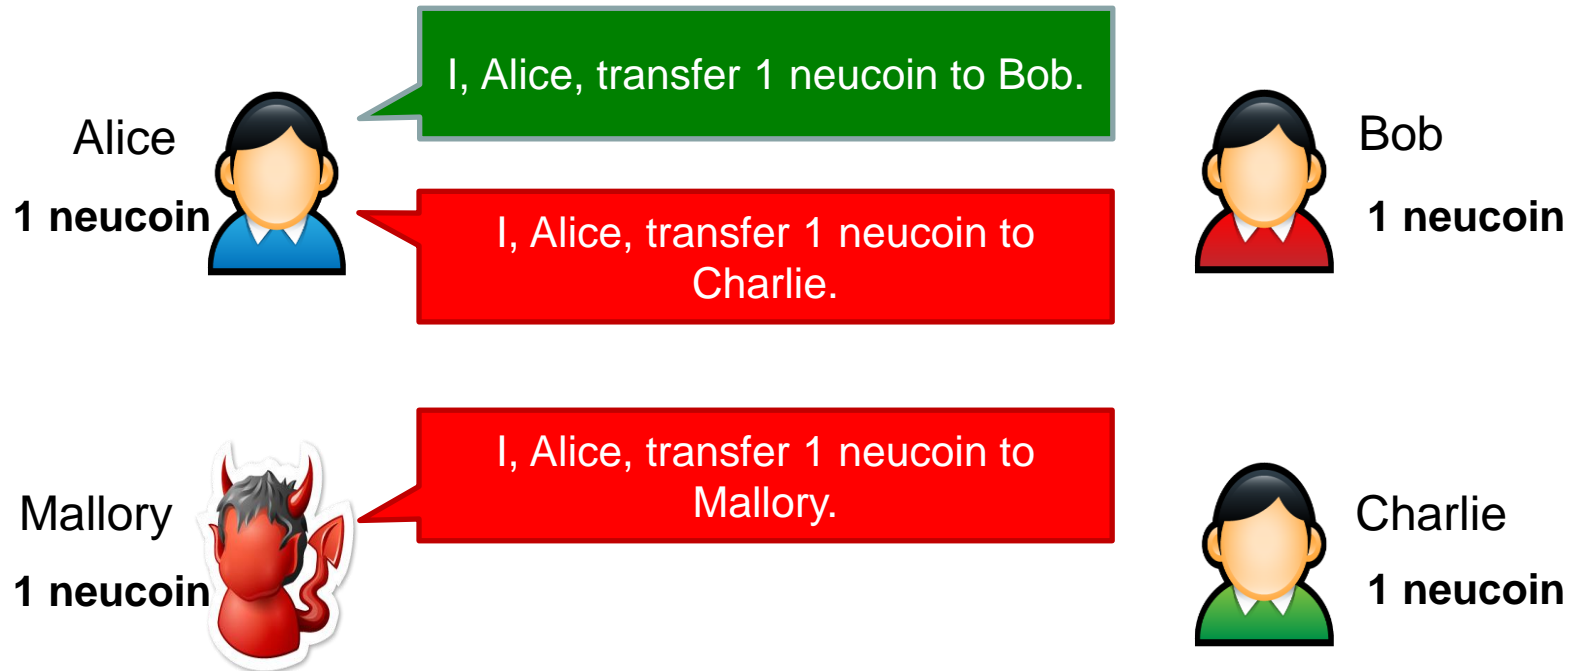 I, Alice, transfer 1 neucoin to Bob.
Alice
1 neucoin
Bob
1 neucoin
I, Alice, transfer 1 neucoin to
Charlie.
I, Alice, transfer 1 neucoin to
Mallory.
Mallory
1 neucoin
Charlie
1 neucoin